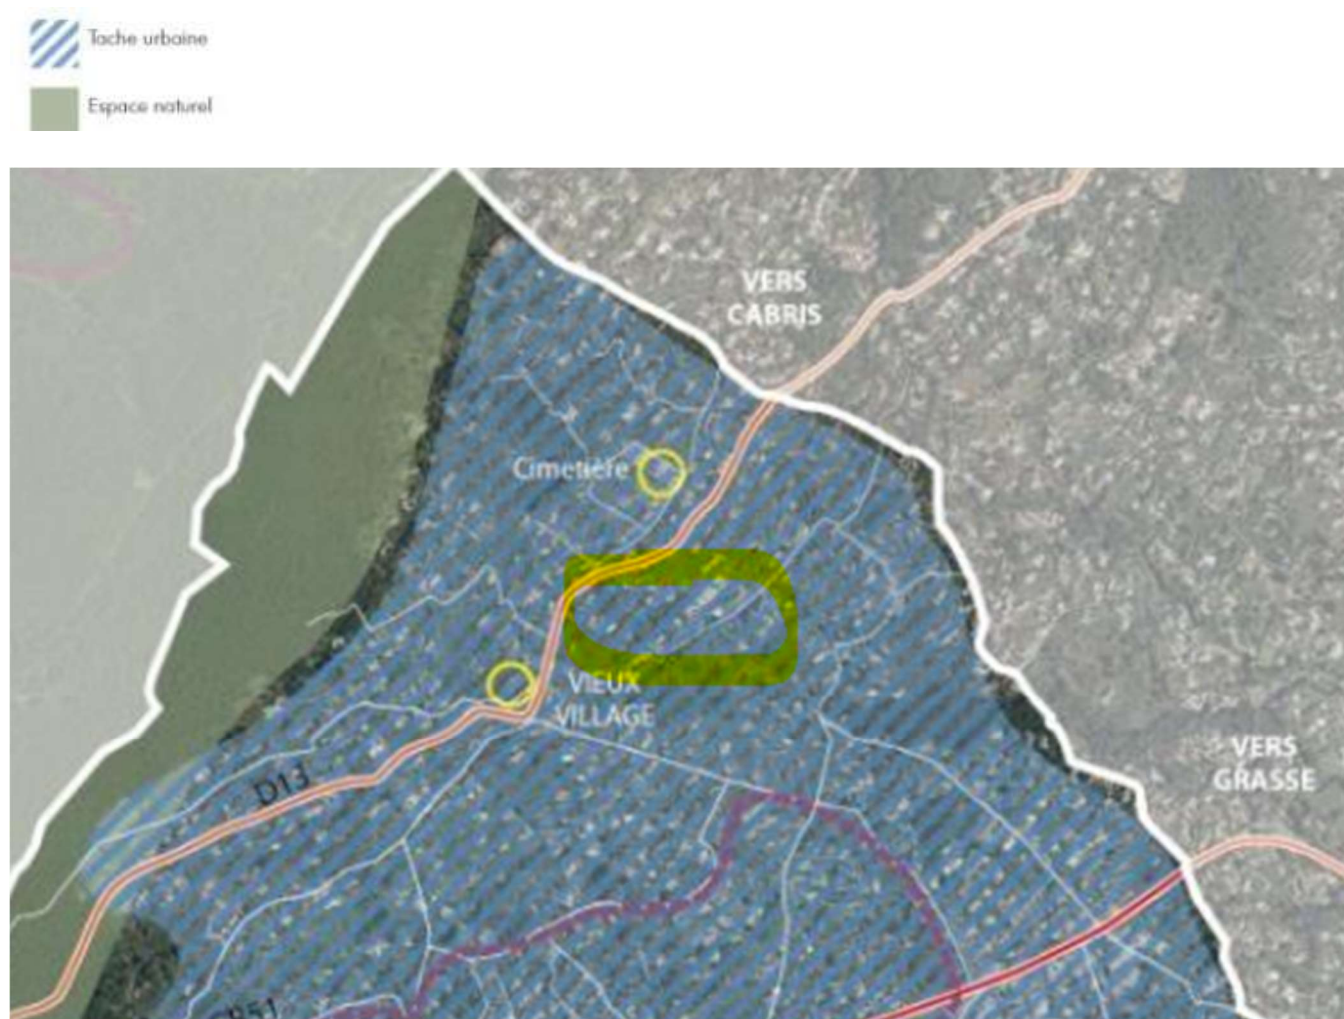 Tache urbaine
Espace naturel
VERS
CABRIS
Cimetière
VIEUX
VILLAGE
D13
VERS
GRASSE